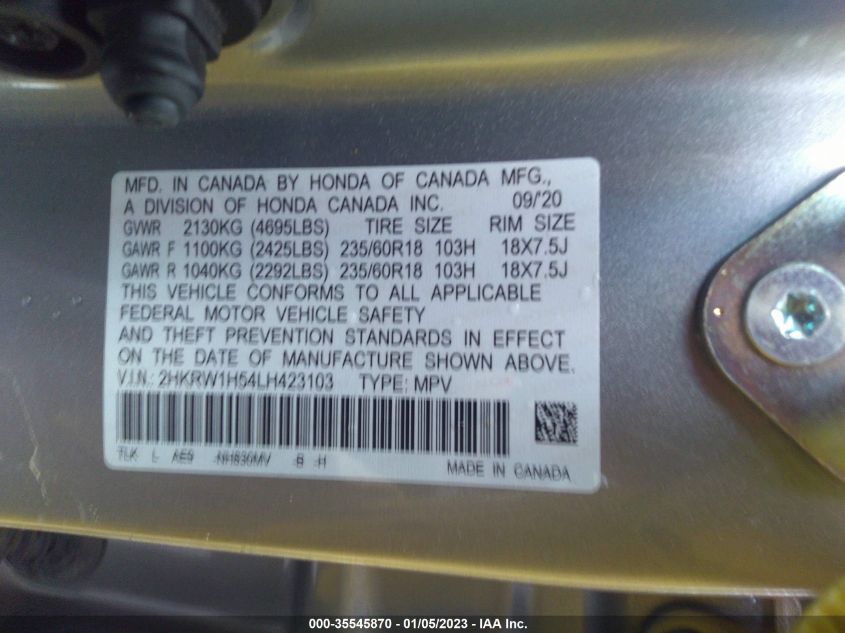 MFD. IN CANADA BY HONDA OF CANADA MFG.,
A DIVISION OF HONDA CANADA INC. 09/'20
GVWR 2130KG (4695LBS) TIRE SIZE RIM SIZE
GAWR F 1100KG (2425LBS) 235/60R18 103H 18X7.5J
GAWR R 1040KG (2292LBS) 235/60R18 103H 18X7.5J
THIS VEHICLE CONFORMS TO ALL APPLICABLE
FEDERAL MOTOR VEHICLE SAFETY
AND THEFT PREVENTION STANDARDS IN EFFECT
ON THE DATE OF MANUFACTURE SHOWN ABOVE.
V.I.N.: 2HKRW1H54LH423103 TYPE: MPV
TLK L AE9 NH830MV B H
MADE IN CANADA
000-35545870 - 01/05/2023 - IAA Inc.